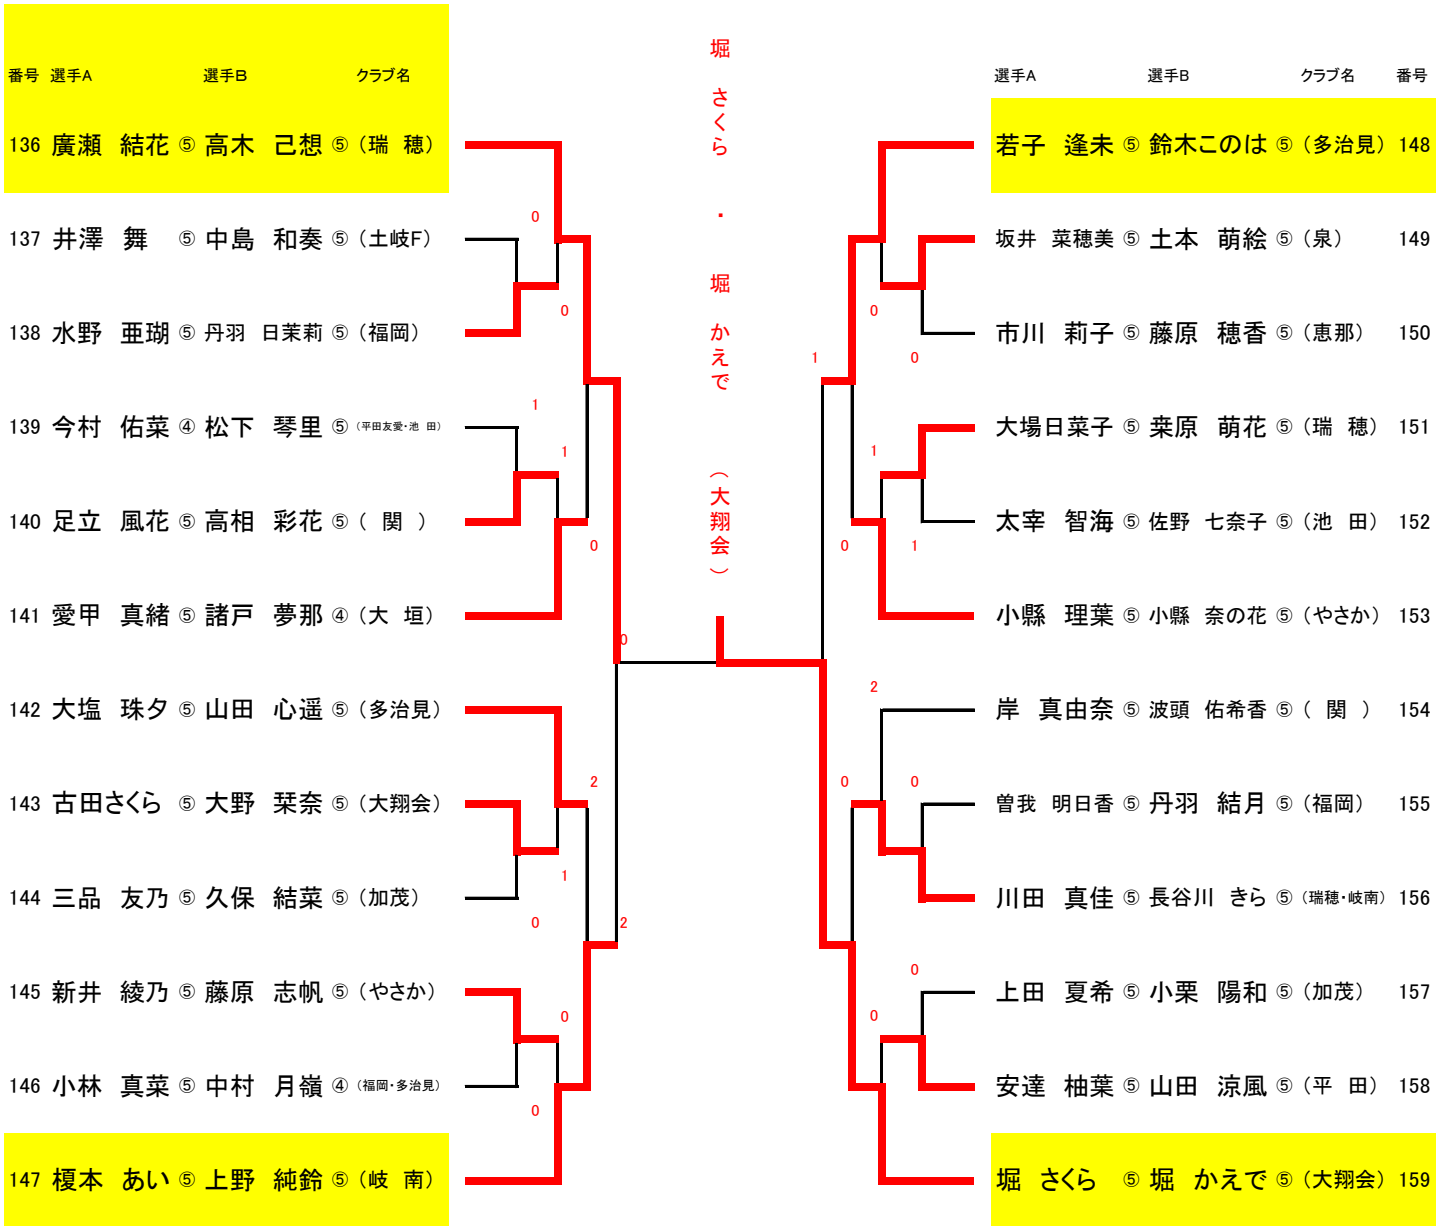 番号 選手A 選手B クラブ名
136 廣瀬 結花 ⑤ 高木 己想 ⑤ (瑞 穂)
0
137 井澤 舞 ⑤ 中島 和奏 ⑤ (土岐F)
0
138 水野 亜瑚 ⑤ 丹羽 日茉莉 ⑤ (福岡)
1
139 今村 佑菜 ④ 松下 琴里 ⑤ (平田友愛・池 田)
1
140 足立 風花 ⑤ 高相 彩花 ⑤ ( 関 )
0
141 愛甲 真緒 ⑤ 諸戸 夢那 ④ (大 垣)
0
142 大塩 珠夕 ⑤ 山田 心遥 ⑤ (多治見)
2
143 古田さくら ⑤ 大野 栞奈 ⑤ (大翔会)
1
144 三品 友乃 ⑤ 久保 結菜 ⑤ (加茂)
0
2
145 新井 綾乃 ⑤ 藤原 志帆 ⑤ (やさか)
0
146 小林 真菜 ⑤ 中村 月嶺 ④ (福岡・多治見)
0
147 榎本 あい ⑤ 上野 純鈴 ⑤ (岐 南)
堀 さくら ・ 堀 かえで (大翔会)
選手A 選手B クラブ名 番号
若子 逢未 ⑤ 鈴木このは ⑤ (多治見) 148
坂井 菜穂美 ⑤ 土本 萌絵 ⑤ (泉) 149
0
市川 莉子 ⑤ 藤原 穂香 ⑤ (恵那) 150
1
0
大場日菜子 ⑤ 桒原 萌花 ⑤ (瑞 穂) 151
1
太宰 智海 ⑤ 佐野 七奈子 ⑤ (池 田) 152
0
1
小縣 理葉 ⑤ 小縣 奈の花 ⑤ (やさか) 153
2
岸 真由奈 ⑤ 波頭 佑希香 ⑤ ( 関 ) 154
0
0
曽我 明日香 ⑤ 丹羽 結月 ⑤ (福岡) 155
川田 真佳 ⑤ 長谷川 きら ⑤ (瑞穂・岐南) 156
0
上田 夏希 ⑤ 小栗 陽和 ⑤ (加茂) 157
0
安達 柚葉 ⑤ 山田 涼風 ⑤ (平 田) 158
堀 さくら ⑤ 堀 かえで ⑤ (大翔会) 159